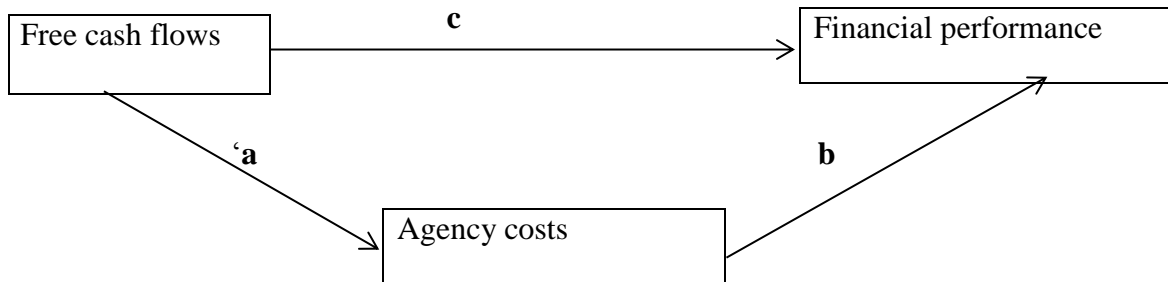 c
Free cash flows
Financial performance
‘a
b
Agency costs